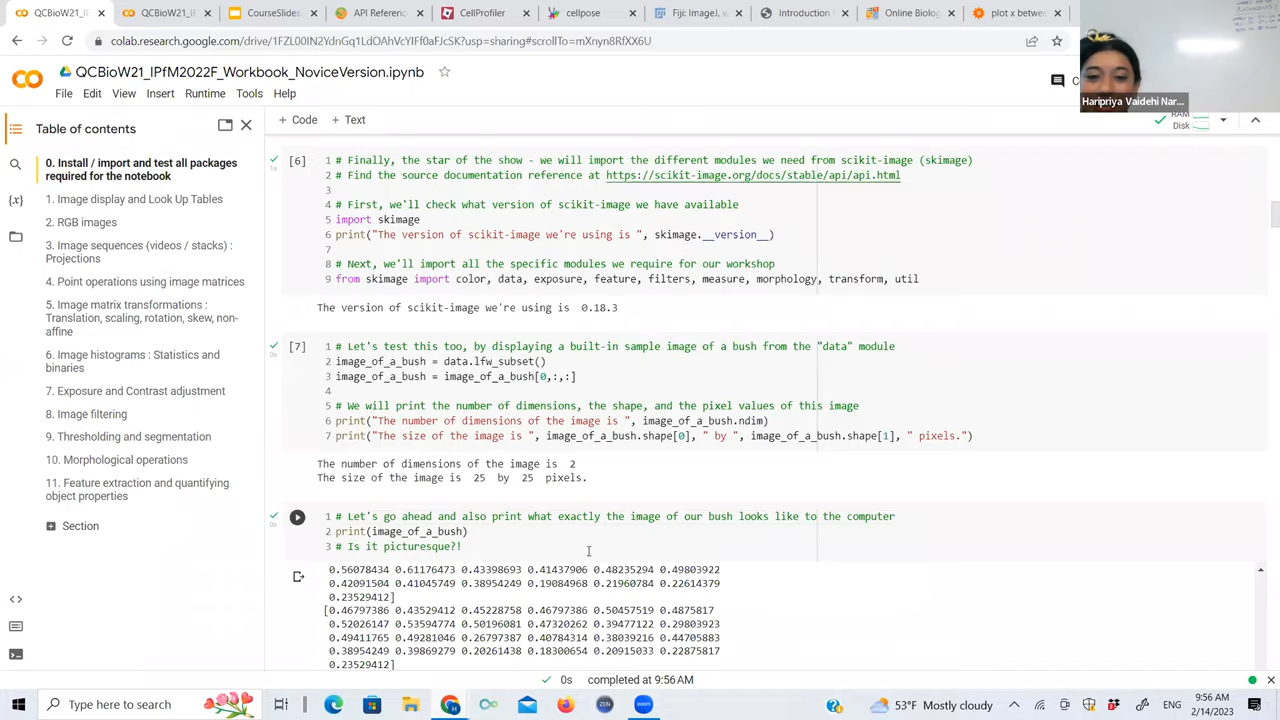 QCBioW21_I
QCBioW21_IP
CourseSlides
API Referenc
CellProfiler
cellpose
Fiji: ImageJ, w
Introduction
Online Biolog
plot x betwe
colab.research.google.com/drive/1FZL00IN2YdnGq1LdOAhVcYIFf0aFJcSK?usp=sharing#scrollTo=mXnyn8RfXX6U
QCBioW21_IPfM2022F_Workbook_NoviceVersion.ipynb
File Edit View Insert Runtime Tools Help
Haripriya Vaidehi Nar...
RAM
Disk
Table of contents
0. Install / import and test all packages
required for the notebook
1. Image display and Look Up Tables
2. RGB images
3. Image sequences (videos / stacks) :
Projections
4. Point operations using image matrices
5. Image matrix transformations :
Translation, scaling, rotation, skew, non-
affine
6. Image histograms : Statistics and
binaries
7. Exposure and Contrast adjustment
8. Image filtering
9. Thresholding and segmentation
10. Morphological operations
11. Feature extraction and quantifying
object properties
Section
+ Code + Text
[6] 1 # Finally, the star of the show - we will import the different modules we need from scikit-image (skimage)
2 # Find the source documentation reference at https://scikit-image.org/docs/stable/api/api.html
3
4 # First, we'll check what version of scikit-image we have available
5 import skimage
6 print("The version of scikit-image we're using is ", skimage.__version__)
7
8 # Next, we'll import all the specific modules we require for our workshop
9 from skimage import color, data, exposure, feature, filters, measure, morphology, transform, util
1s
The version of scikit-image we're using is 0.18.3
[7] 1 # Let's test this too, by displaying a built-in sample image of a bush from the "data" module
2 image_of_a_bush = data.lfw_subset()
3 image_of_a_bush = image_of_a_bush[0,:,:]
4
5 # We will print the number of dimensions, the shape, and the pixel values of this image
6 print("The number of dimensions of the image is ", image_of_a_bush.ndim)
7 print("The size of the image is ", image_of_a_bush.shape[0], " by ", image_of_a_bush.shape[1], " pixels.")
0s
The number of dimensions of the image is 2
The size of the image is 25 by 25 pixels.
1 # Let's go ahead and also print what exactly the image of our bush looks like to the computer
2 print(image_of_a_bush)
3 # Is it picturesque?!
0s
0.56078434 0.61176473 0.43398693 0.41437906 0.48235294 0.49803922
0.42091504 0.41045749 0.38954249 0.19084968 0.21960784 0.22614379
0.23529412]
[0.46797386 0.43529412 0.45228758 0.46797386 0.50457519 0.4875817
0.52026147 0.53594774 0.50196081 0.47320262 0.39477122 0.29803923
0.49411765 0.49281046 0.26797387 0.40784314 0.38039216 0.44705883
0.38954249 0.39869279 0.20261438 0.18300654 0.20915033 0.22875817
0.23529412]
0s completed at 9:56 AM
Type here to search
ZEN
zoom
53°F Mostly cloudy
ENG
9:56 AM
2/14/2023